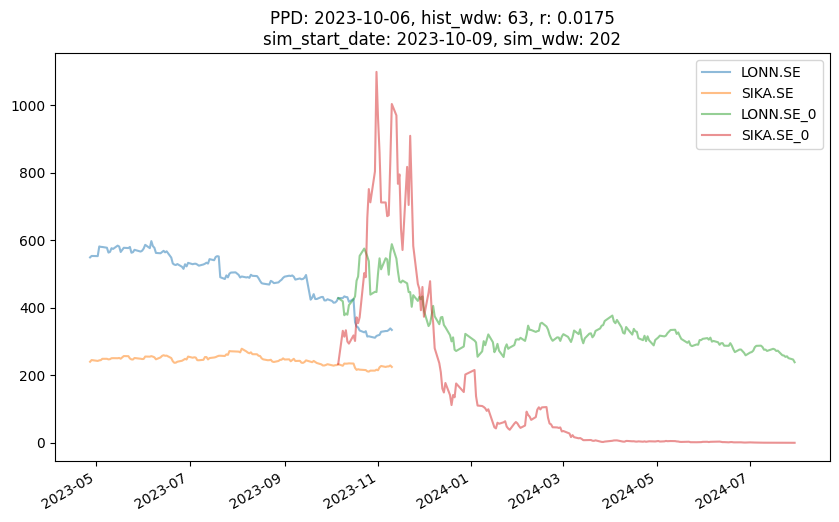 PPD: 2023-10-06, hist_wdw: 63, r: 0.0175
sim_start_date: 2023-10-09, sim_wdw: 202
LONN.SE
SIKA.SE
LONN.SE_0
SIKA.SE_0
1000
800
600
400
200
0
2023-05
2023-07
2023-09
2023-11
2024-01
2024-03
2024-05
2024-07